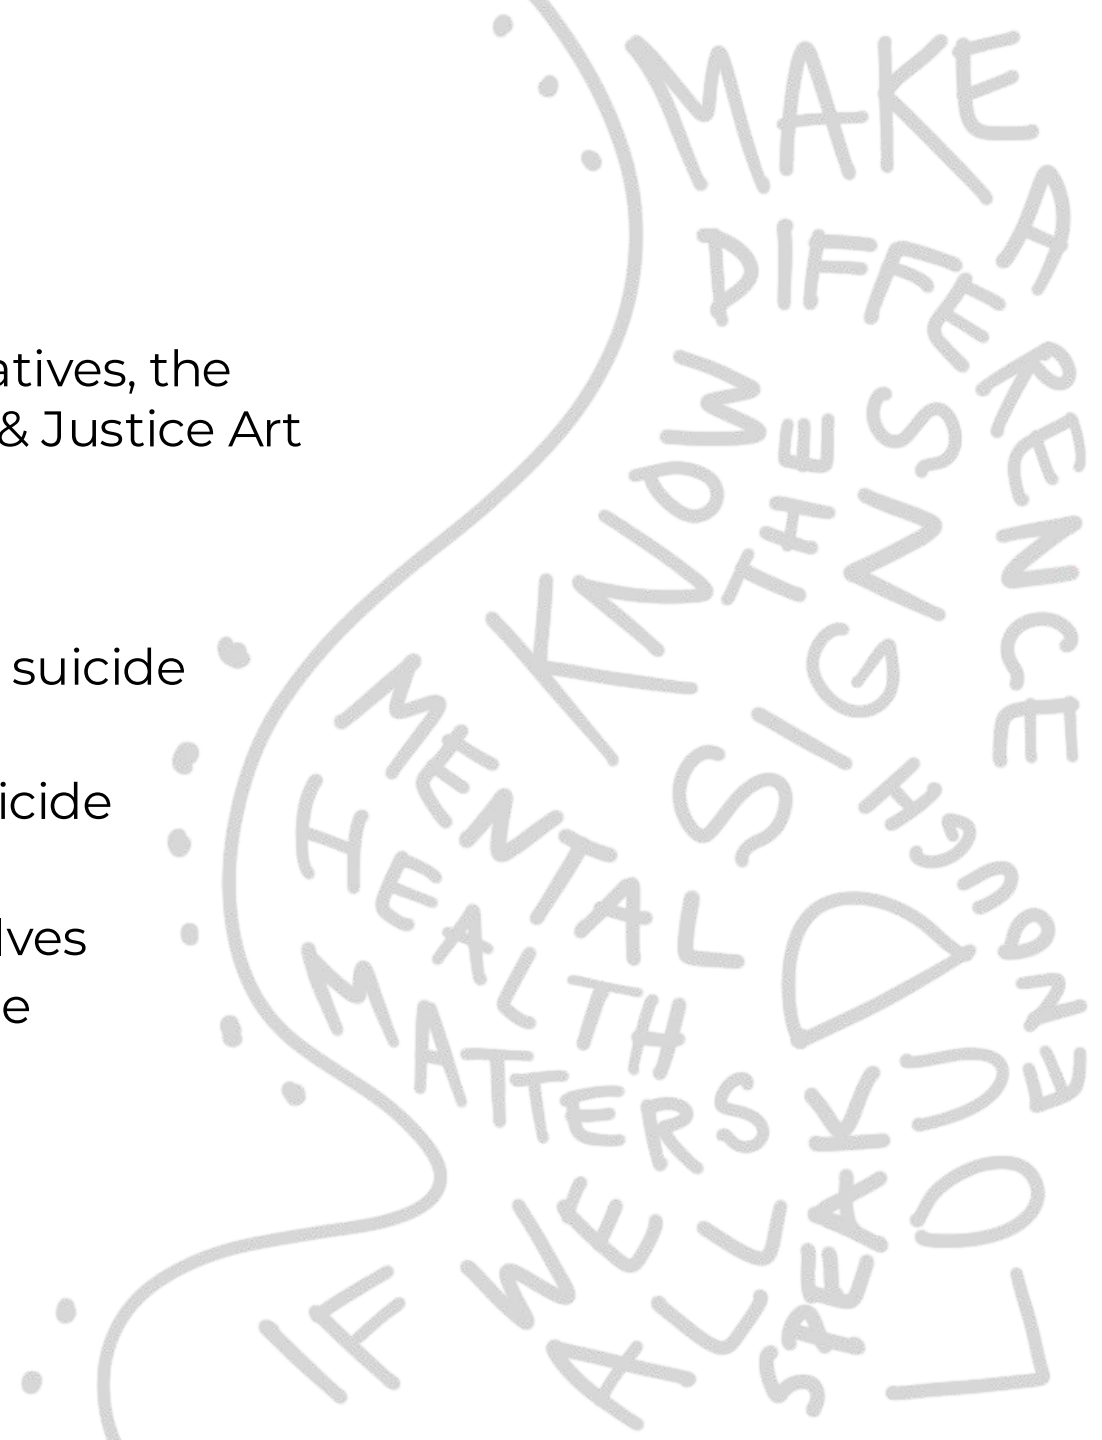 atives, the
& Justice Art
suicide
icide
lves
e
MAKE
A
DIFFERENCE
KNOW
THE
SIGNS
MENTAL
HEALTH
MATTERS
IF WE
ALL
SPEAK
LOUD
ENOUGH